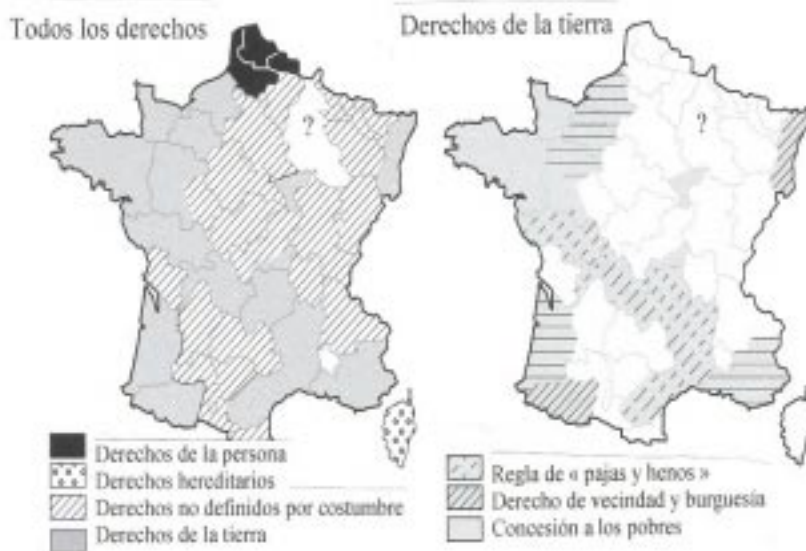 Todos los derechos
?
Derechos de la persona
Derechos hereditarios
Derechos no definidos por costumbre
Derechos de la tierra
Derechos de la tierra
?
Regla de « pajas y henos »
Derecho de vecindad y burguesía
Concesión a los pobres